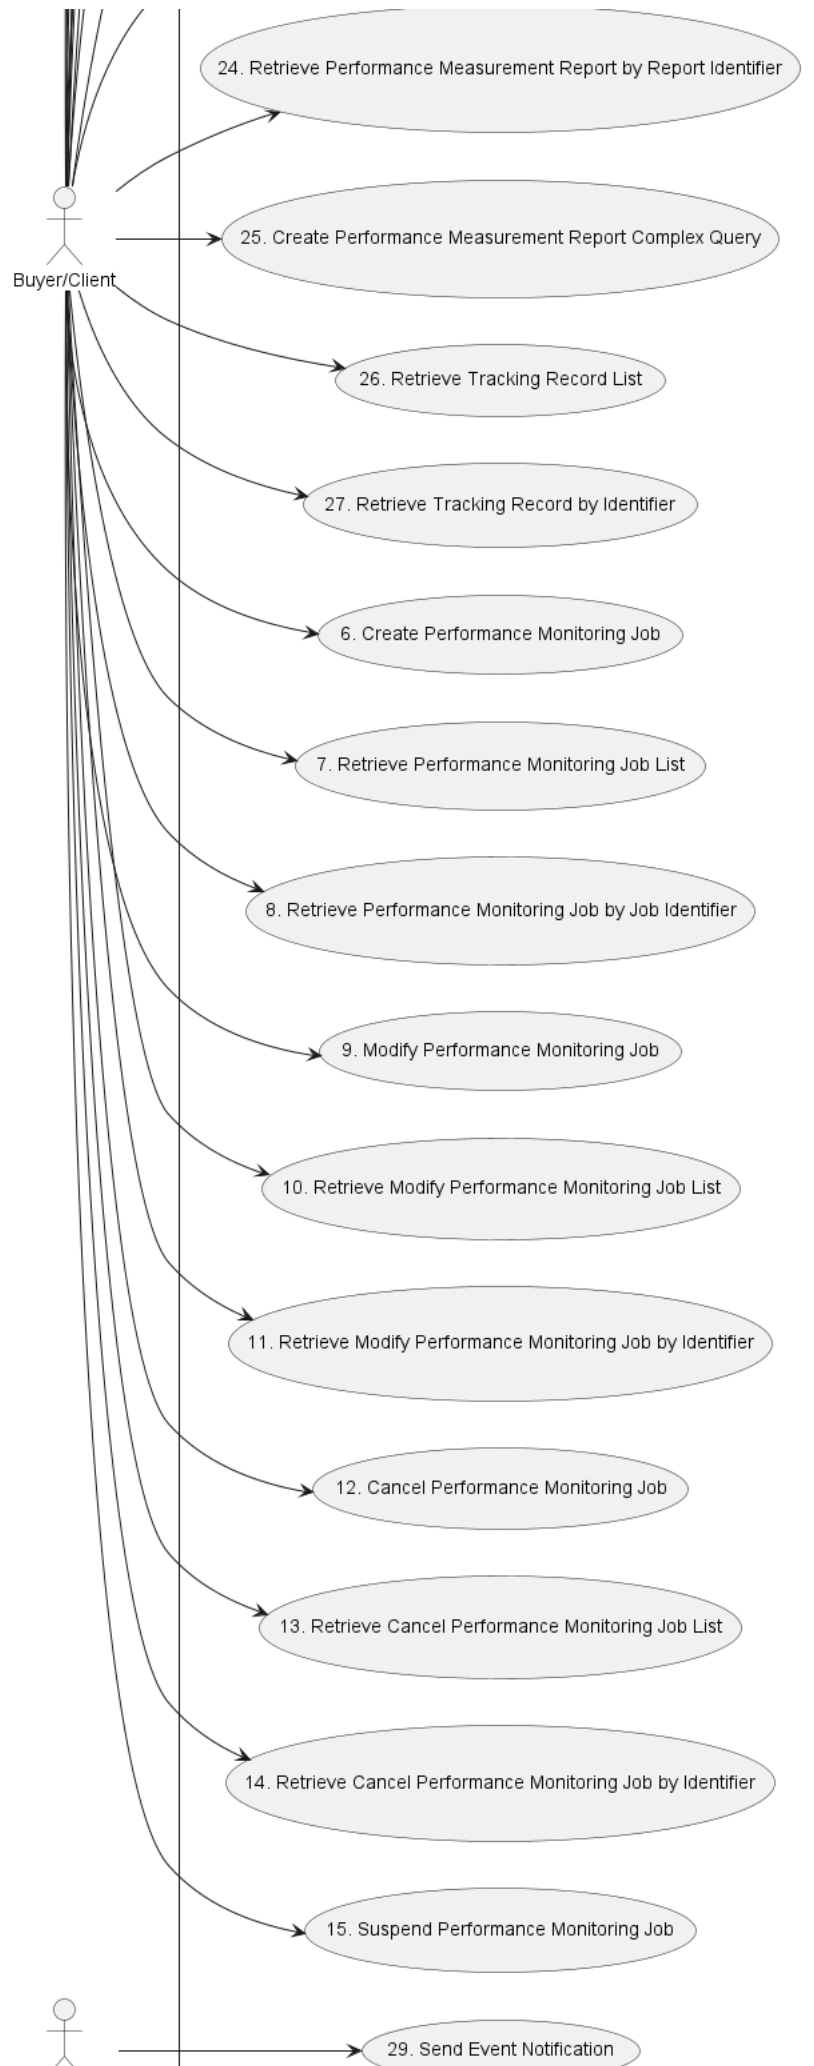 24. Retrieve Performance Measurement Report by Report Identifier
25. Create Performance Measurement Report Complex Query
Buyer/Client
26. Retrieve Tracking Record List
27. Retrieve Tracking Record by Identifier
6. Create Performance Monitoring Job
7. Retrieve Performance Monitoring Job List
8. Retrieve Performance Monitoring Job by Job Identifier
9. Modify Performance Monitoring Job
10. Retrieve Modify Performance Monitoring Job List
11. Retrieve Modify Performance Monitoring Job by Identifier
12. Cancel Performance Monitoring Job
13. Retrieve Cancel Performance Monitoring Job List
14. Retrieve Cancel Performance Monitoring Job by Identifier
15. Suspend Performance Monitoring Job
29. Send Event Notification